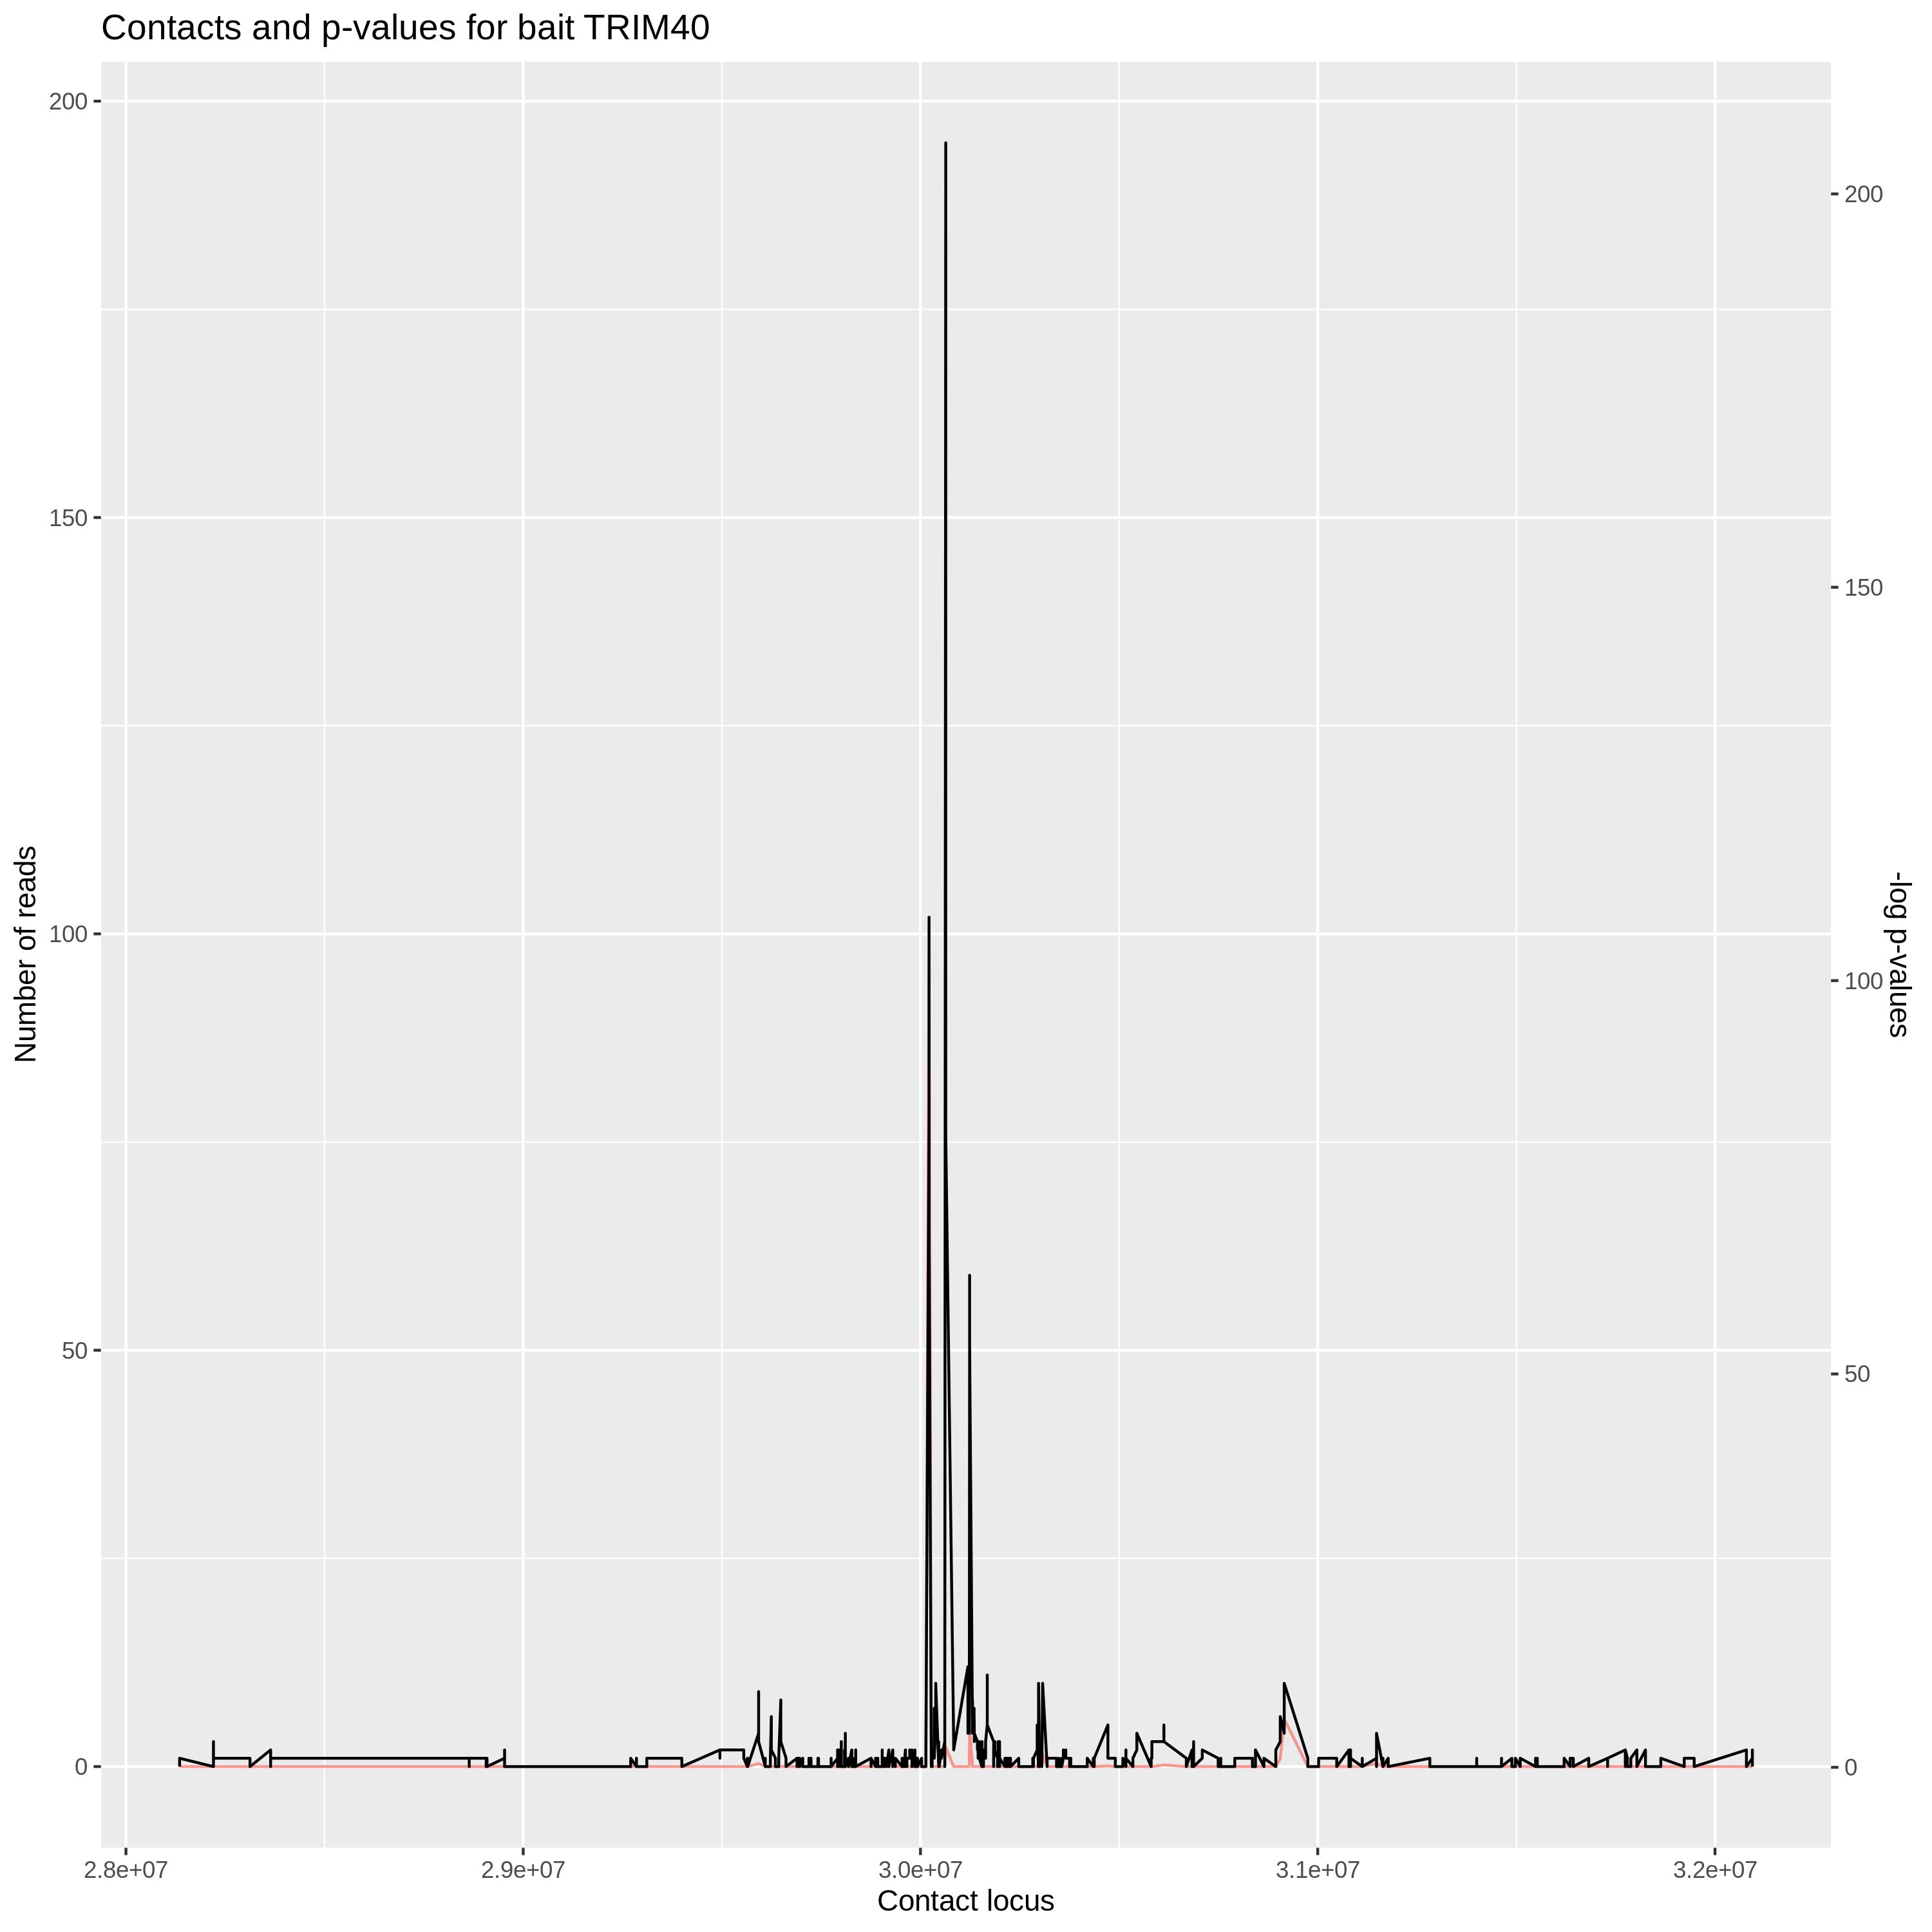 Contacts and p-values for bait TRIM40
200
150
100
50
0
Number of reads
200
150
100
50
0
-log p-values
2.8e+07
2.9e+07
3.0e+07
3.1e+07
3.2e+07
Contact locus